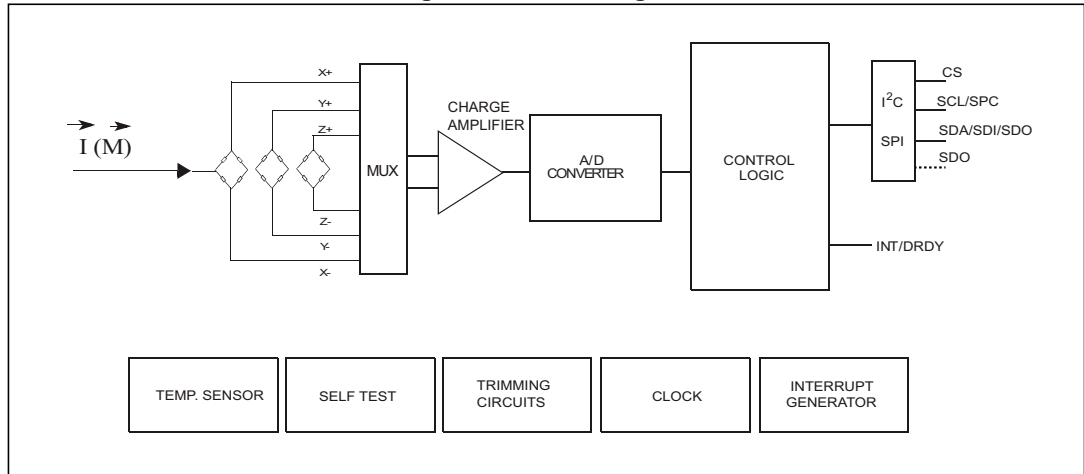 X+
Y+
Z+
I (M)
Z-
Y-
X-
MUX
CHARGE
AMPLIFIER
A/D
CONVERTER
CONTROL
LOGIC
I²C
SPI
CS
SCL/SPC
SDA/SDI/SDO
SDO
INT/DRDY
TEMP. SENSOR
SELF TEST
TRIMMING
CIRCUITS
CLOCK
INTERRUPT
GENERATOR